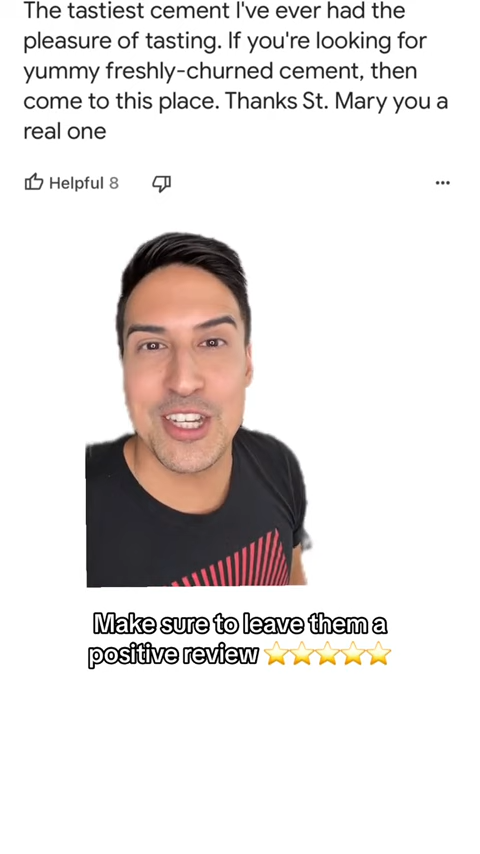 The tastiest cement I've ever had the
pleasure of tasting. If you're looking for
yummy freshly-churned cement, then
come to this place. Thanks St. Mary you a
real one
Helpful 8
Make sure to leave them a
positive review ⭐⭐⭐⭐⭐